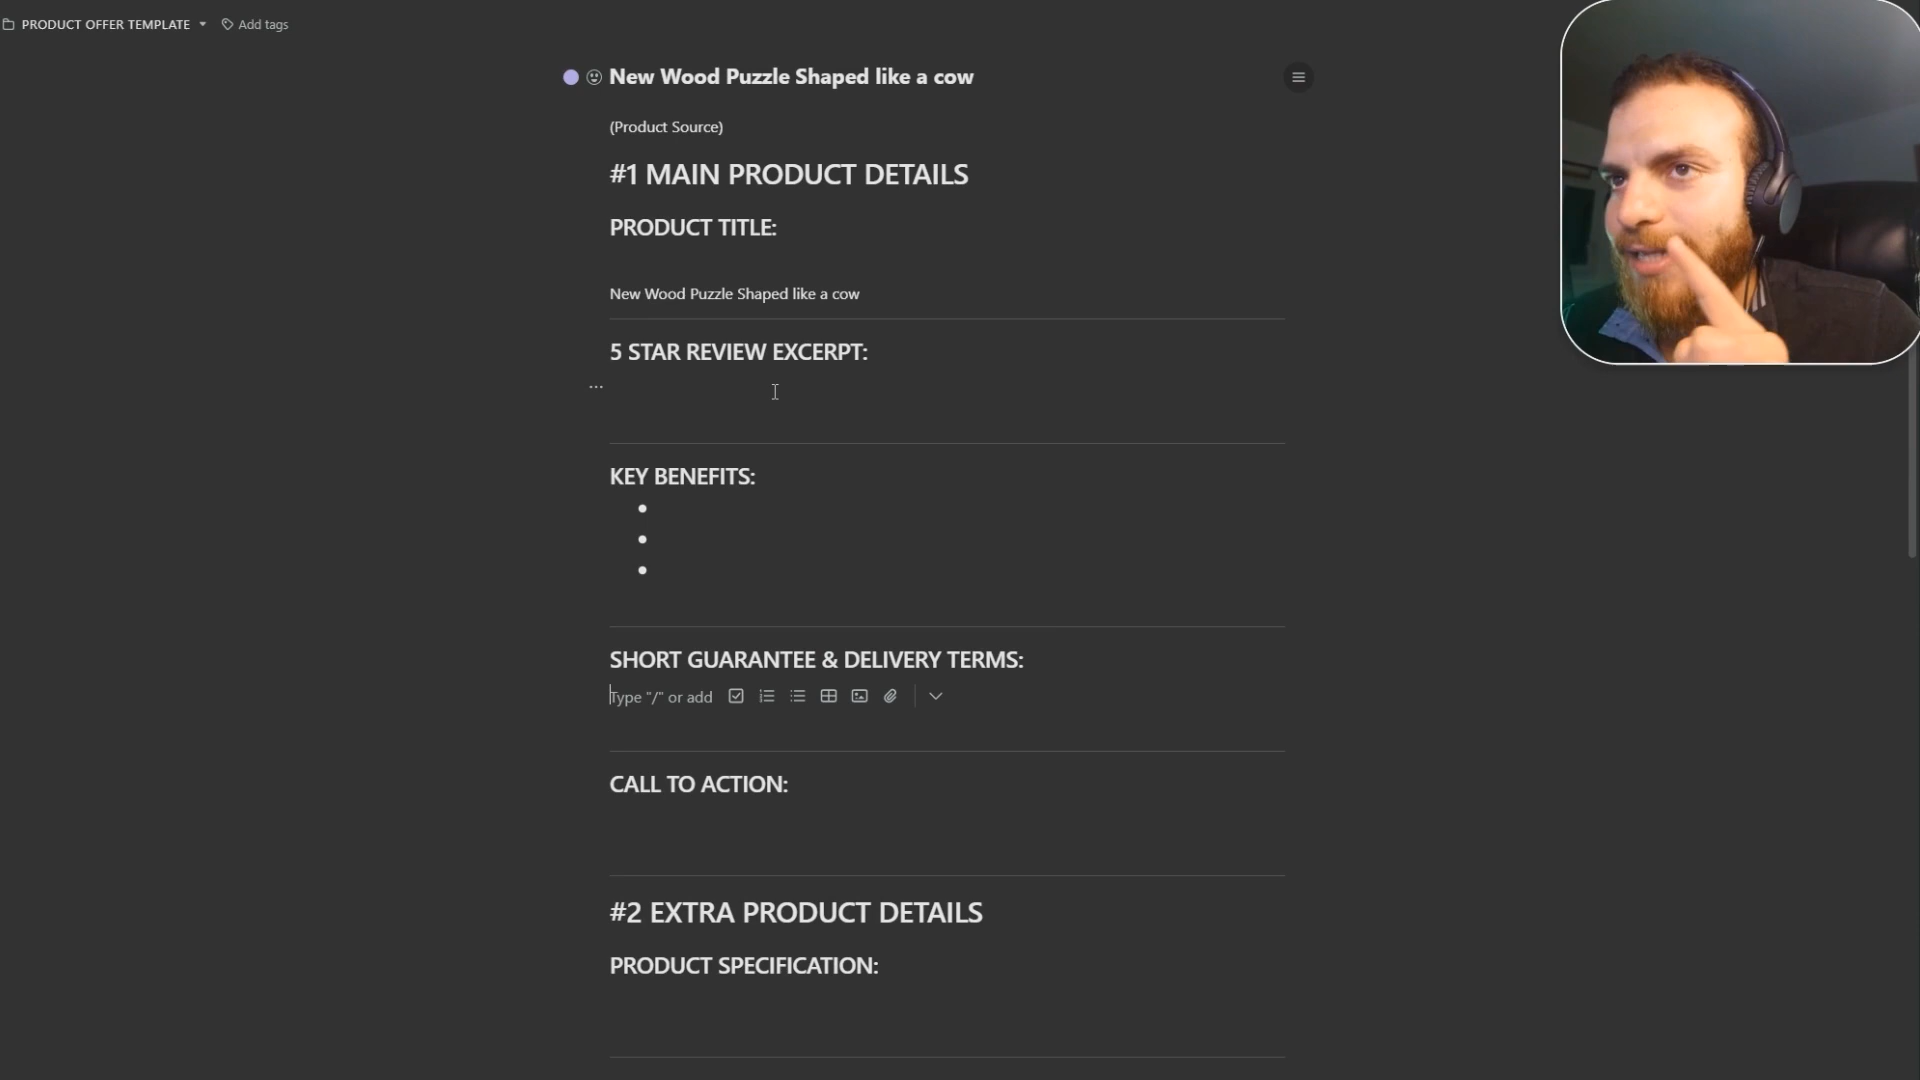 PRODUCT OFFER TEMPLATE Add tags
New Wood Puzzle Shaped like a cow
(Product Source)
#1 MAIN PRODUCT DETAILS
PRODUCT TITLE:
New Wood Puzzle Shaped like a cow
5 STAR REVIEW EXCERPT:
KEY BENEFITS:
SHORT GUARANTEE & DELIVERY TERMS:
Type "/" or add
CALL TO ACTION:
#2 EXTRA PRODUCT DETAILS
PRODUCT SPECIFICATION: